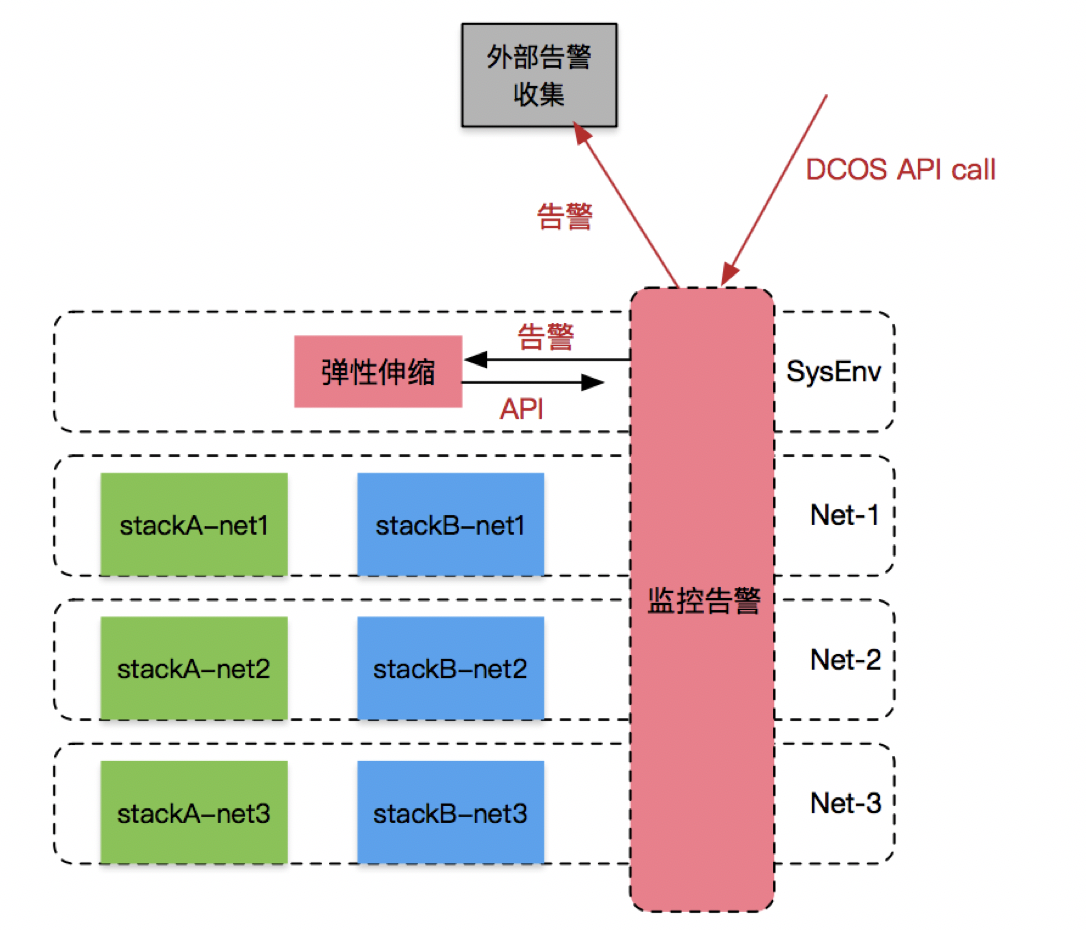 外部告警
收集
DCOS API call
告警
告警
弹性伸缩
SysEnv
API
stackA-net1
stackB-net1
Net-1
监控告警
stackA-net2
stackB-net2
Net-2
stackA-net3
stackB-net3
Net-3